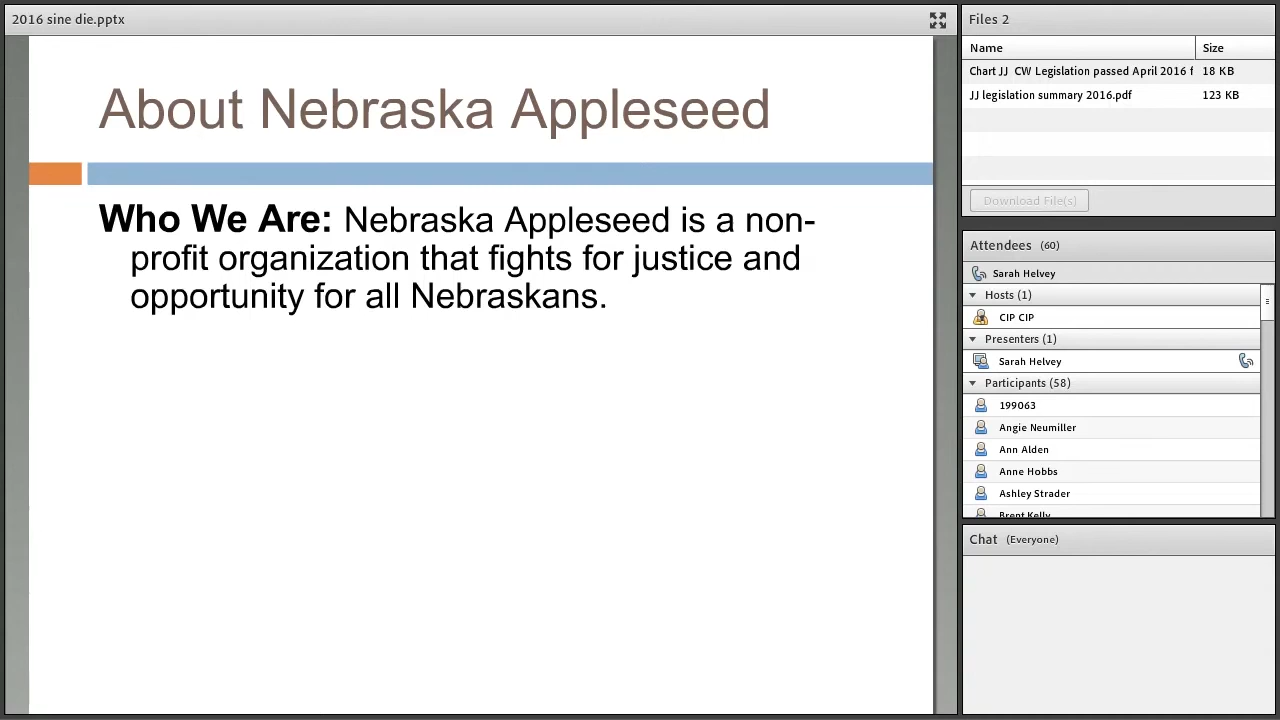 2016 sine die.pptx
About Nebraska Appleseed
Who We Are: Nebraska Appleseed is a non-
profit organization that fights for justice and
opportunity for all Nebraskans.
Files 2
Name Size
Chart JJ CW Legislation passed April 2016 f 18 KB
JJ legislation summary 2016.pdf 123 KB
Download File(s)
Attendees (60)
Sarah Helvey
Hosts (1)
CIP CIP
Presenters (1)
Sarah Helvey
Participants (58)
199063
Angie Neumiller
Ann Alden
Anne Hobbs
Ashley Strader
Brent Kelly
Chat (Everyone)